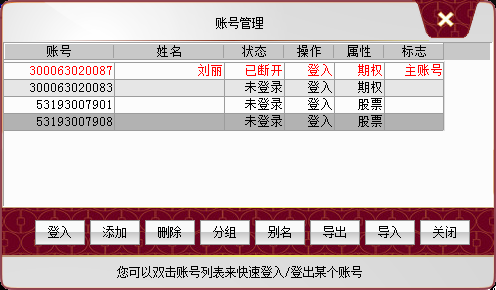 账号管理
账号 姓名 状态 操作 属性 标志
300063020087 刘丽 已断开 登入 期权 主账号
300063020083 未登录 登入 期权
53193007901 未登录 登入 股票
53193007908 未登录 登入 股票
登入 添加 删除 分组 别名 导出 导入 关闭
您可以双击账号列表来快速登入/登出某个账号